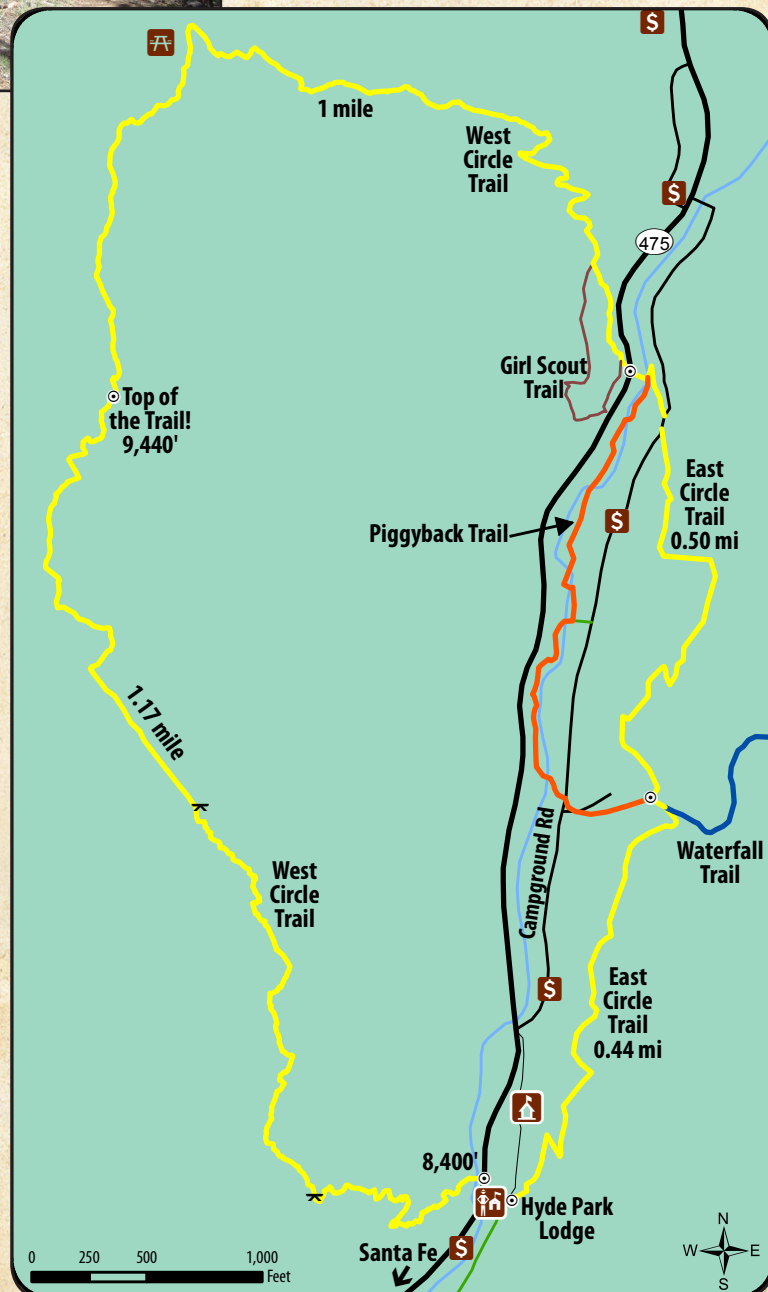 $
1 mile
West
Circle
Trail
$
475
Girl Scout
Trail
Top of
the Trail!
9,440'
East
Circle
Trail
0.50 mi
$
Piggyback Trail
1.17 mile
Campground Rd
Waterfall
Trail
West
Circle
Trail
East
Circle
Trail
0.44 mi
$
8,400'
Hyde Park
Lodge
Santa Fe
$
0 250 500 1,000
Feet
N
W E
S